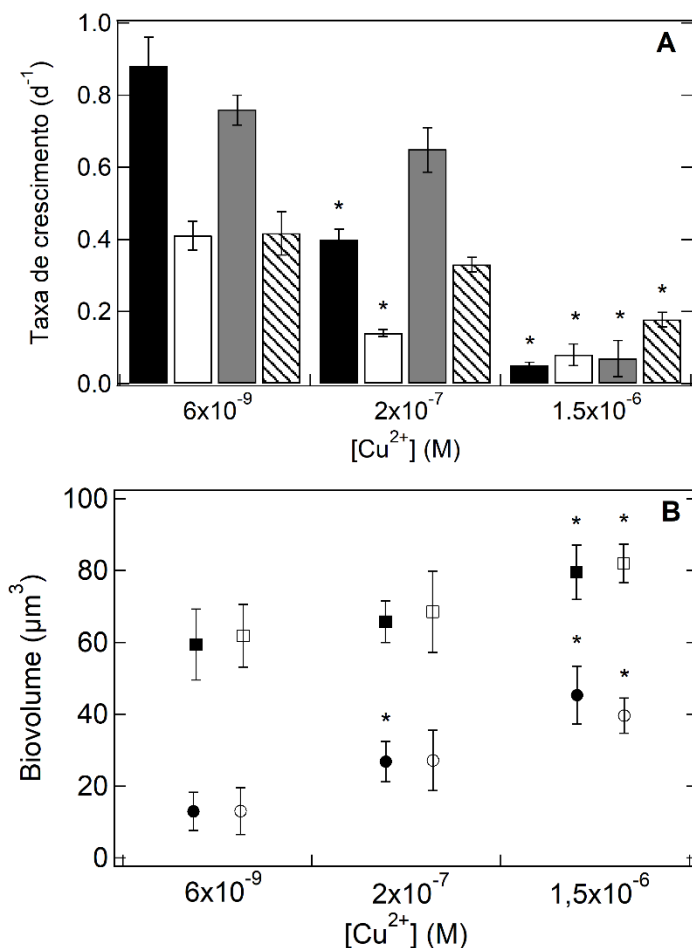 A
Taxa de crescimento (d⁻¹)
1.0
0.8
0.6
0.4
0.2
0.0
* * * * * *
6x10⁻⁹ 2x10⁻⁷ 1.5x10⁻⁶
[Cu²⁺] (M)
B
Biovolume (µm³)
100
80
60
40
20
0
* * * * *
6x10⁻⁹ 2x10⁻⁷ 1,5x10⁻⁶
[Cu²⁺] (M)